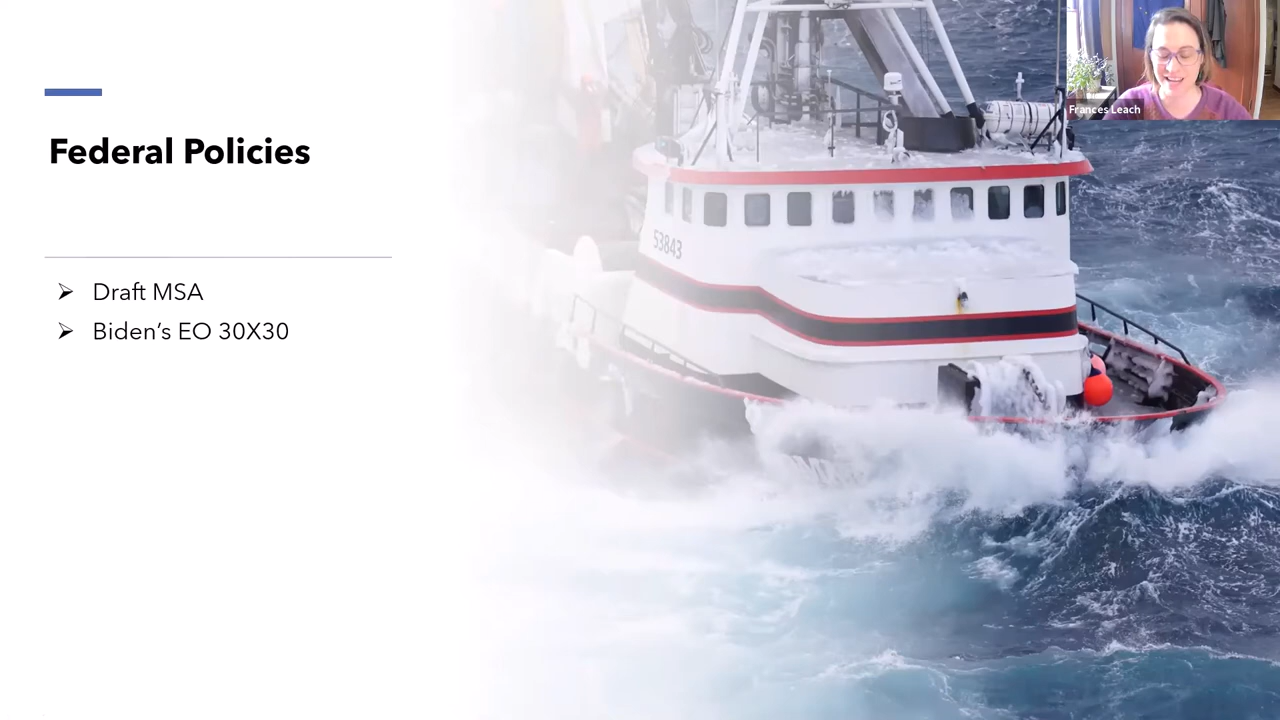 Federal Policies
Draft MSA
Biden's EO 30X30
53843
Frances Leach